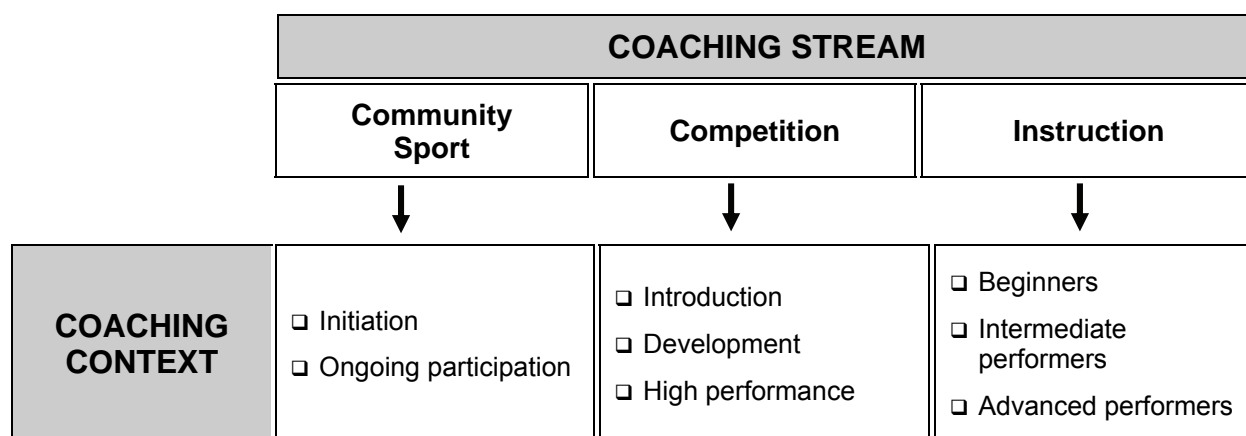 COACHING STREAM
Community
Sport
Competition
Instruction
COACHING
CONTEXT
❑ Initiation
❑ Ongoing participation
❑ Introduction
❑ Development
❑ High performance
❑ Beginners
❑ Intermediate
performers
❑ Advanced performers